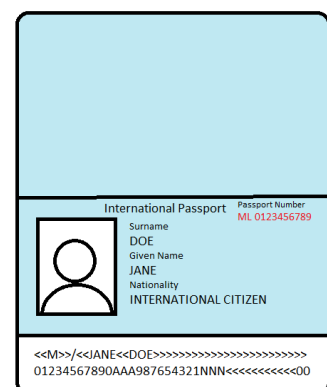 International Passport
Passport Number
ML 0123456789
Surname
DOE
Given Name
JANE
Nationality
INTERNATIONAL CITIZEN
<<M>>/<<JANE<<DOE>>>>>>>>>>>>>>>>>>>>>>>>
01234567890AAA987654321NNN<<<<<<<<<<<00